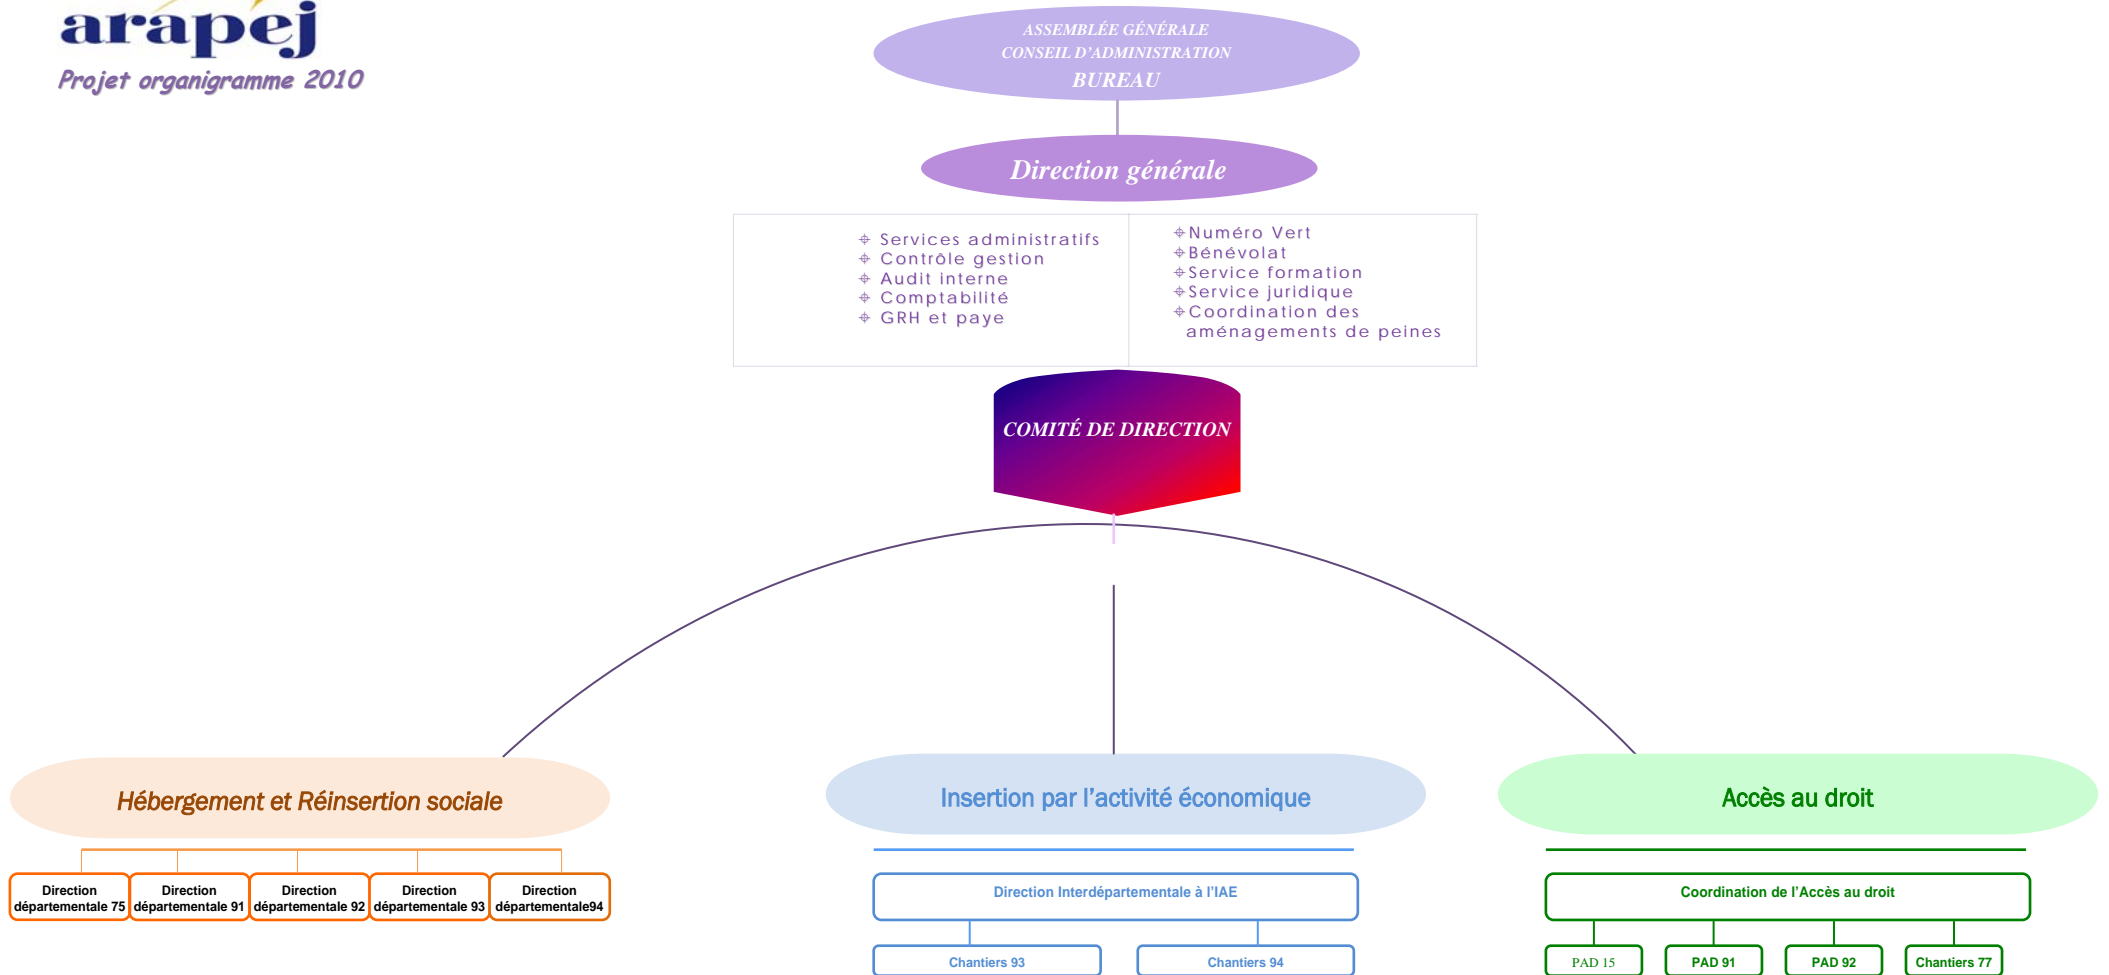 arapej
Projet organigramme 2010
ASSEMBLÉE GÉNÉRALE
CONSEIL D'ADMINISTRATION
BUREAU
Direction générale
Services administratifs
Contrôle gestion
Audit interne
Comptabilité
GRH et paye
Numéro Vert
Bénévolat
Service formation
Service juridique
Coordination des
aménagements de peines
COMITÉ DE DIRECTION
Hébergement et Réinsertion sociale
Direction
départementale 75
Direction
départementale 91
Direction
départementale 92
Direction
départementale 93
Direction
départementale94
Insertion par l'activité économique
Direction Interdépartementale à l'IAE
Chantiers 93
Chantiers 94
Accès au droit
Coordination de l'Accès au droit
PAD 15
PAD 91
PAD 92
Chantiers 77